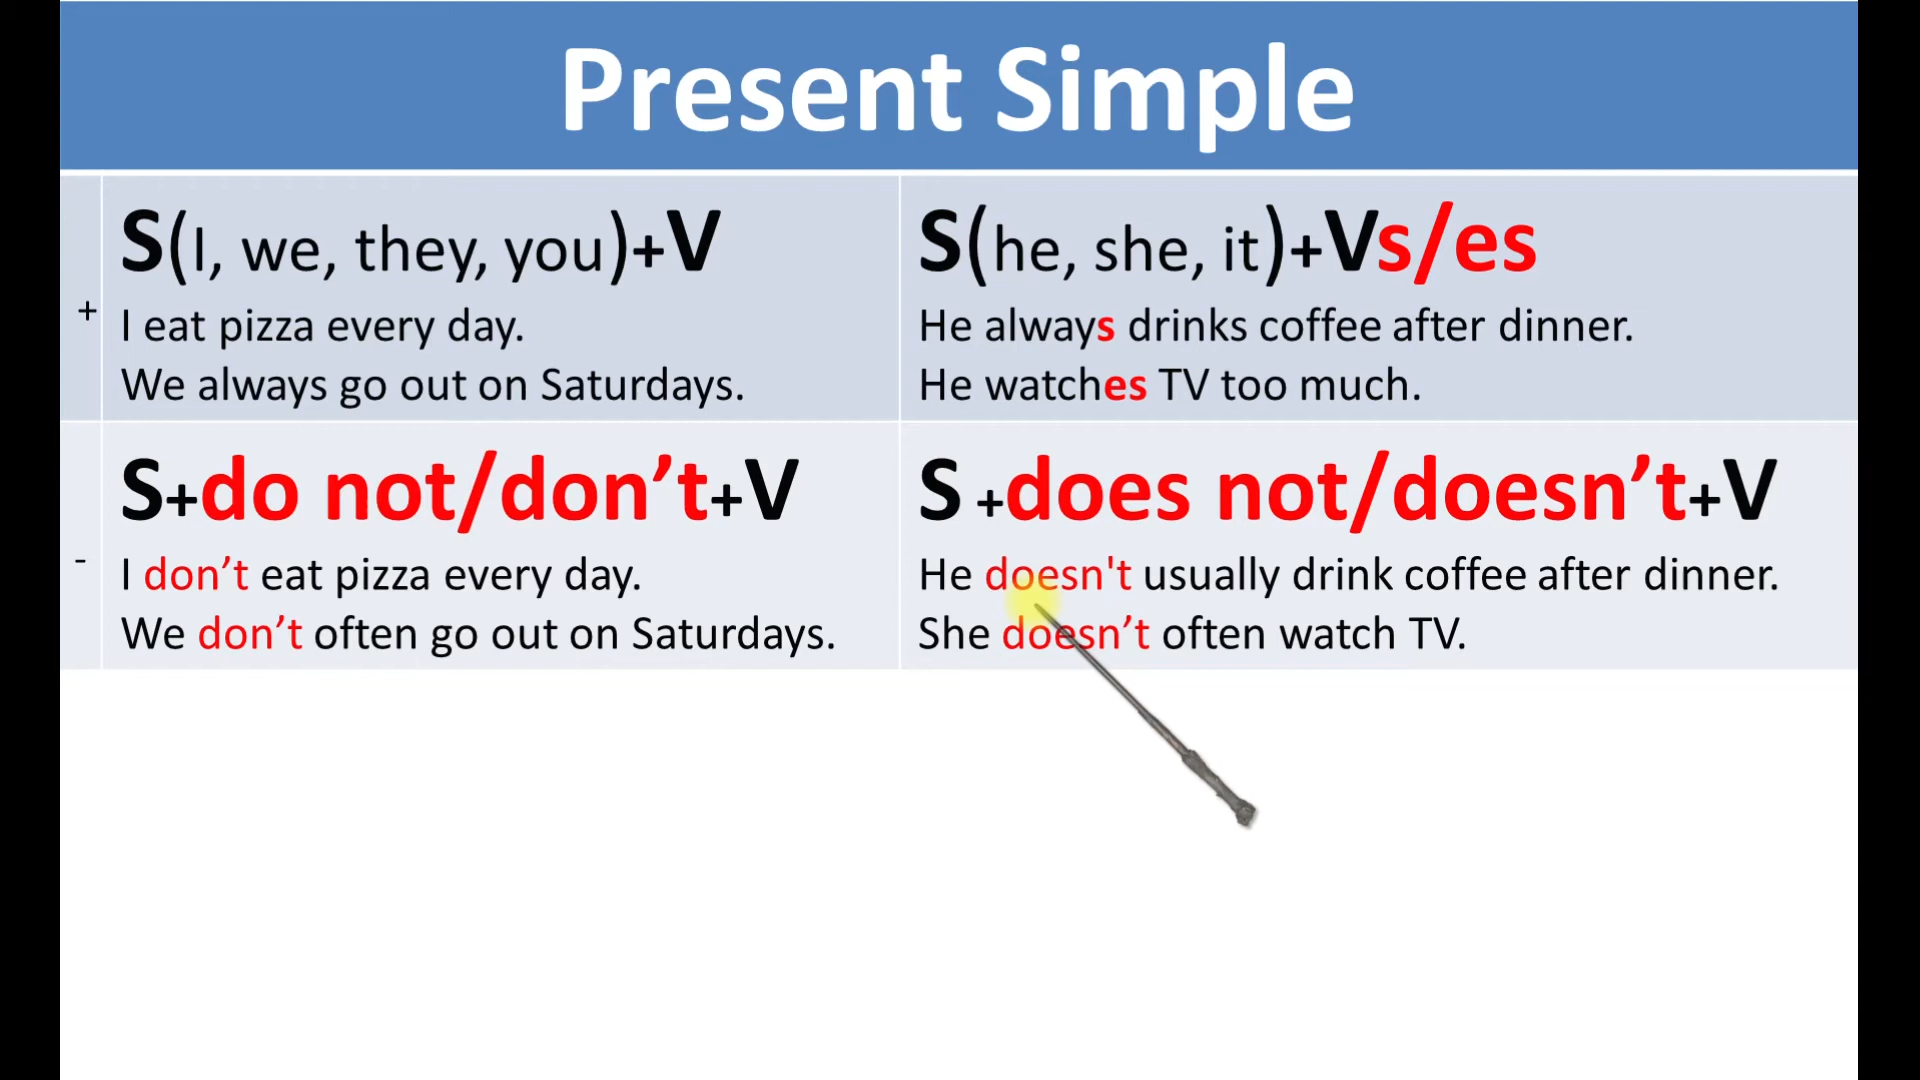 Present Simple
S(I, we, they, you)+V
+
I eat pizza every day.
We always go out on Saturdays.
S(he, she, it)+Vs/es
He always drinks coffee after dinner.
He watches TV too much.
S+do not/don’t+V
-
I don’t eat pizza every day.
We don’t often go out on Saturdays.
S +does not/doesn’t+V
He doesn't usually drink coffee after dinner.
She doesn’t often watch TV.